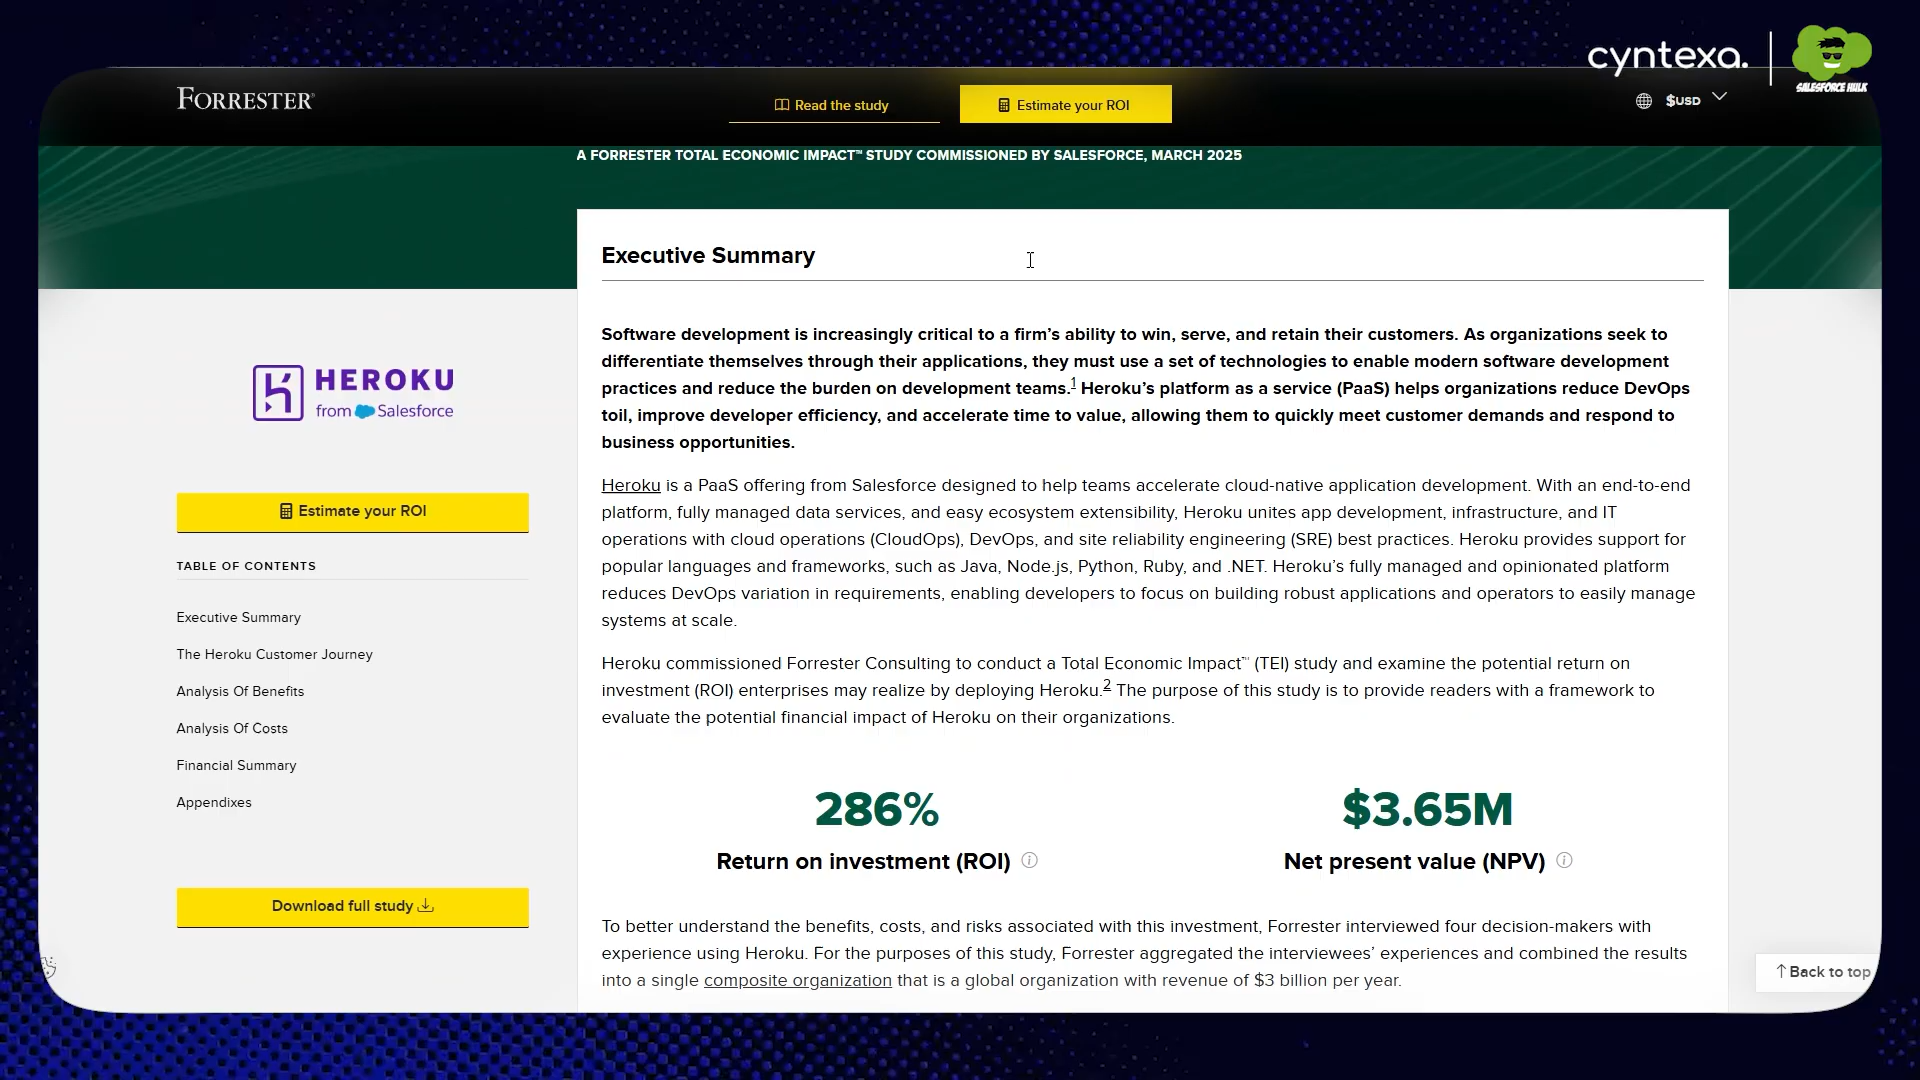 cyntexa.
SALESFORCE HULK
FORRESTER
Read the study
Estimate your ROI
$USD
A FORRESTER TOTAL ECONOMIC IMPACT™ STUDY COMMISSIONED BY SALESFORCE, MARCH 2025
HEROKU
from Salesforce
Estimate your ROI
TABLE OF CONTENTS
Executive Summary
The Heroku Customer Journey
Analysis Of Benefits
Analysis Of Costs
Financial Summary
Appendixes
Download full study
Executive Summary
Software development is increasingly critical to a firm’s ability to win, serve, and retain their customers. As organizations seek to
differentiate themselves through their applications, they must use a set of technologies to enable modern software development
practices and reduce the burden on development teams.1 Heroku’s platform as a service (PaaS) helps organizations reduce DevOps
toil, improve developer efficiency, and accelerate time to value, allowing them to quickly meet customer demands and respond to
business opportunities.
Heroku is a PaaS offering from Salesforce designed to help teams accelerate cloud-native application development. With an end-to-end
platform, fully managed data services, and easy ecosystem extensibility, Heroku unites app development, infrastructure, and IT
operations with cloud operations (CloudOps), DevOps, and site reliability engineering (SRE) best practices. Heroku provides support for
popular languages and frameworks, such as Java, Node.js, Python, Ruby, and .NET. Heroku’s fully managed and opinionated platform
reduces DevOps variation in requirements, enabling developers to focus on building robust applications and operators to easily manage
systems at scale.
Heroku commissioned Forrester Consulting to conduct a Total Economic Impact™ (TEI) study and examine the potential return on
investment (ROI) enterprises may realize by deploying Heroku.2 The purpose of this study is to provide readers with a framework to
evaluate the potential financial impact of Heroku on their organizations.
286%
Return on investment (ROI)
$3.65M
Net present value (NPV)
To better understand the benefits, costs, and risks associated with this investment, Forrester interviewed four decision-makers with
experience using Heroku. For the purposes of this study, Forrester aggregated the interviewees’ experiences and combined the results
into a single composite organization that is a global organization with revenue of $3 billion per year.
Back to top